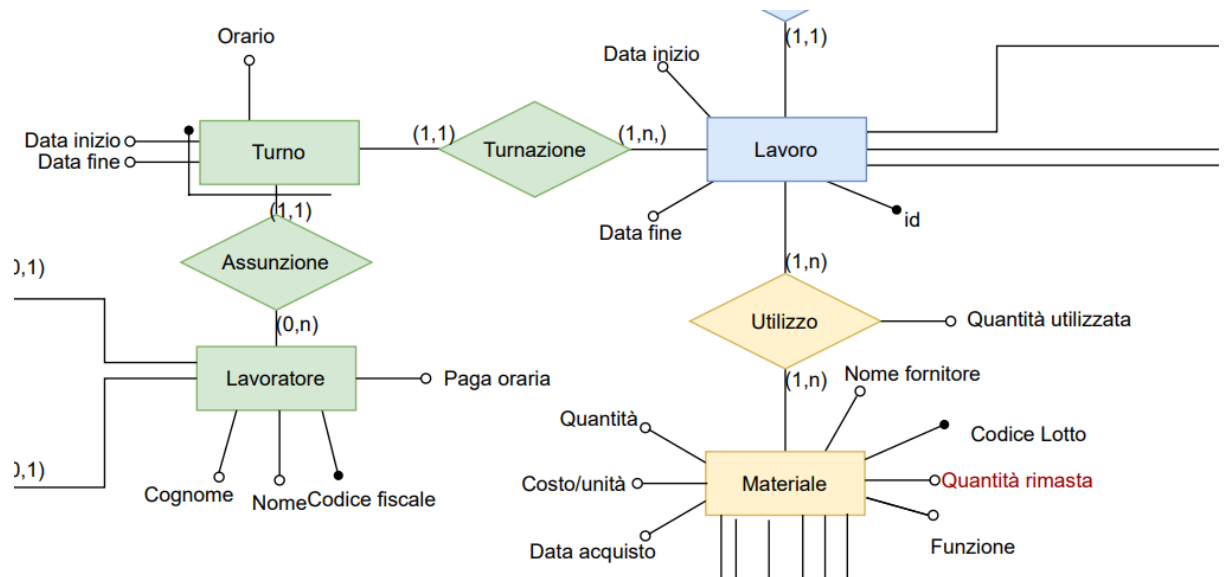 Orario
(1,1)
Data inizio
Data inizio
Data fine
Turno
(1,1)
Turnazione
(1,n,)
Lavoro
(1,1)
Data fine
id
Assunzione
(1,n)
0,1)
(0,n)
Utilizzo
Quantità utilizzata
(1,n)
Lavoratore
Paga oraria
Nome fornitore
Quantità
Codice Lotto
0,1)
Cognome
Nome
Codice fiscale
Costo/unità
Materiale
Quantità rimasta
Data acquisto
Funzione